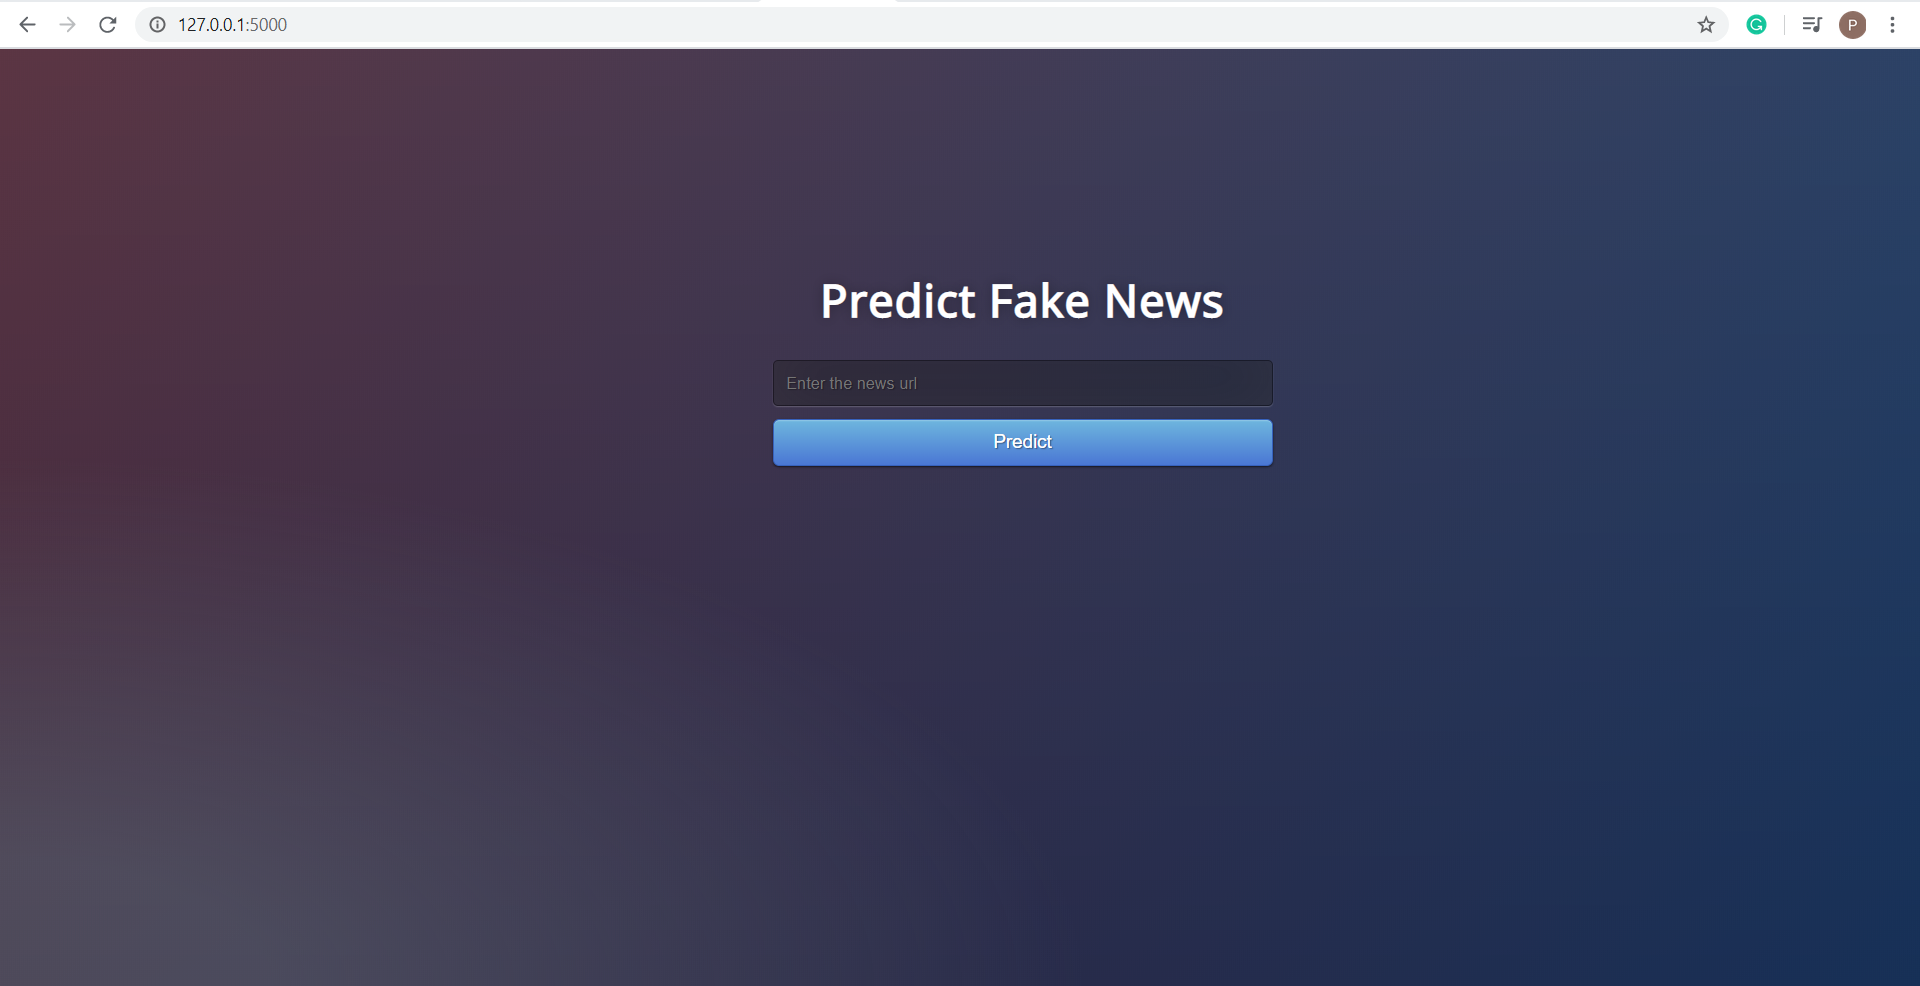 127.0.0.1:5000
P
Predict Fake News
Enter the news url
Predict